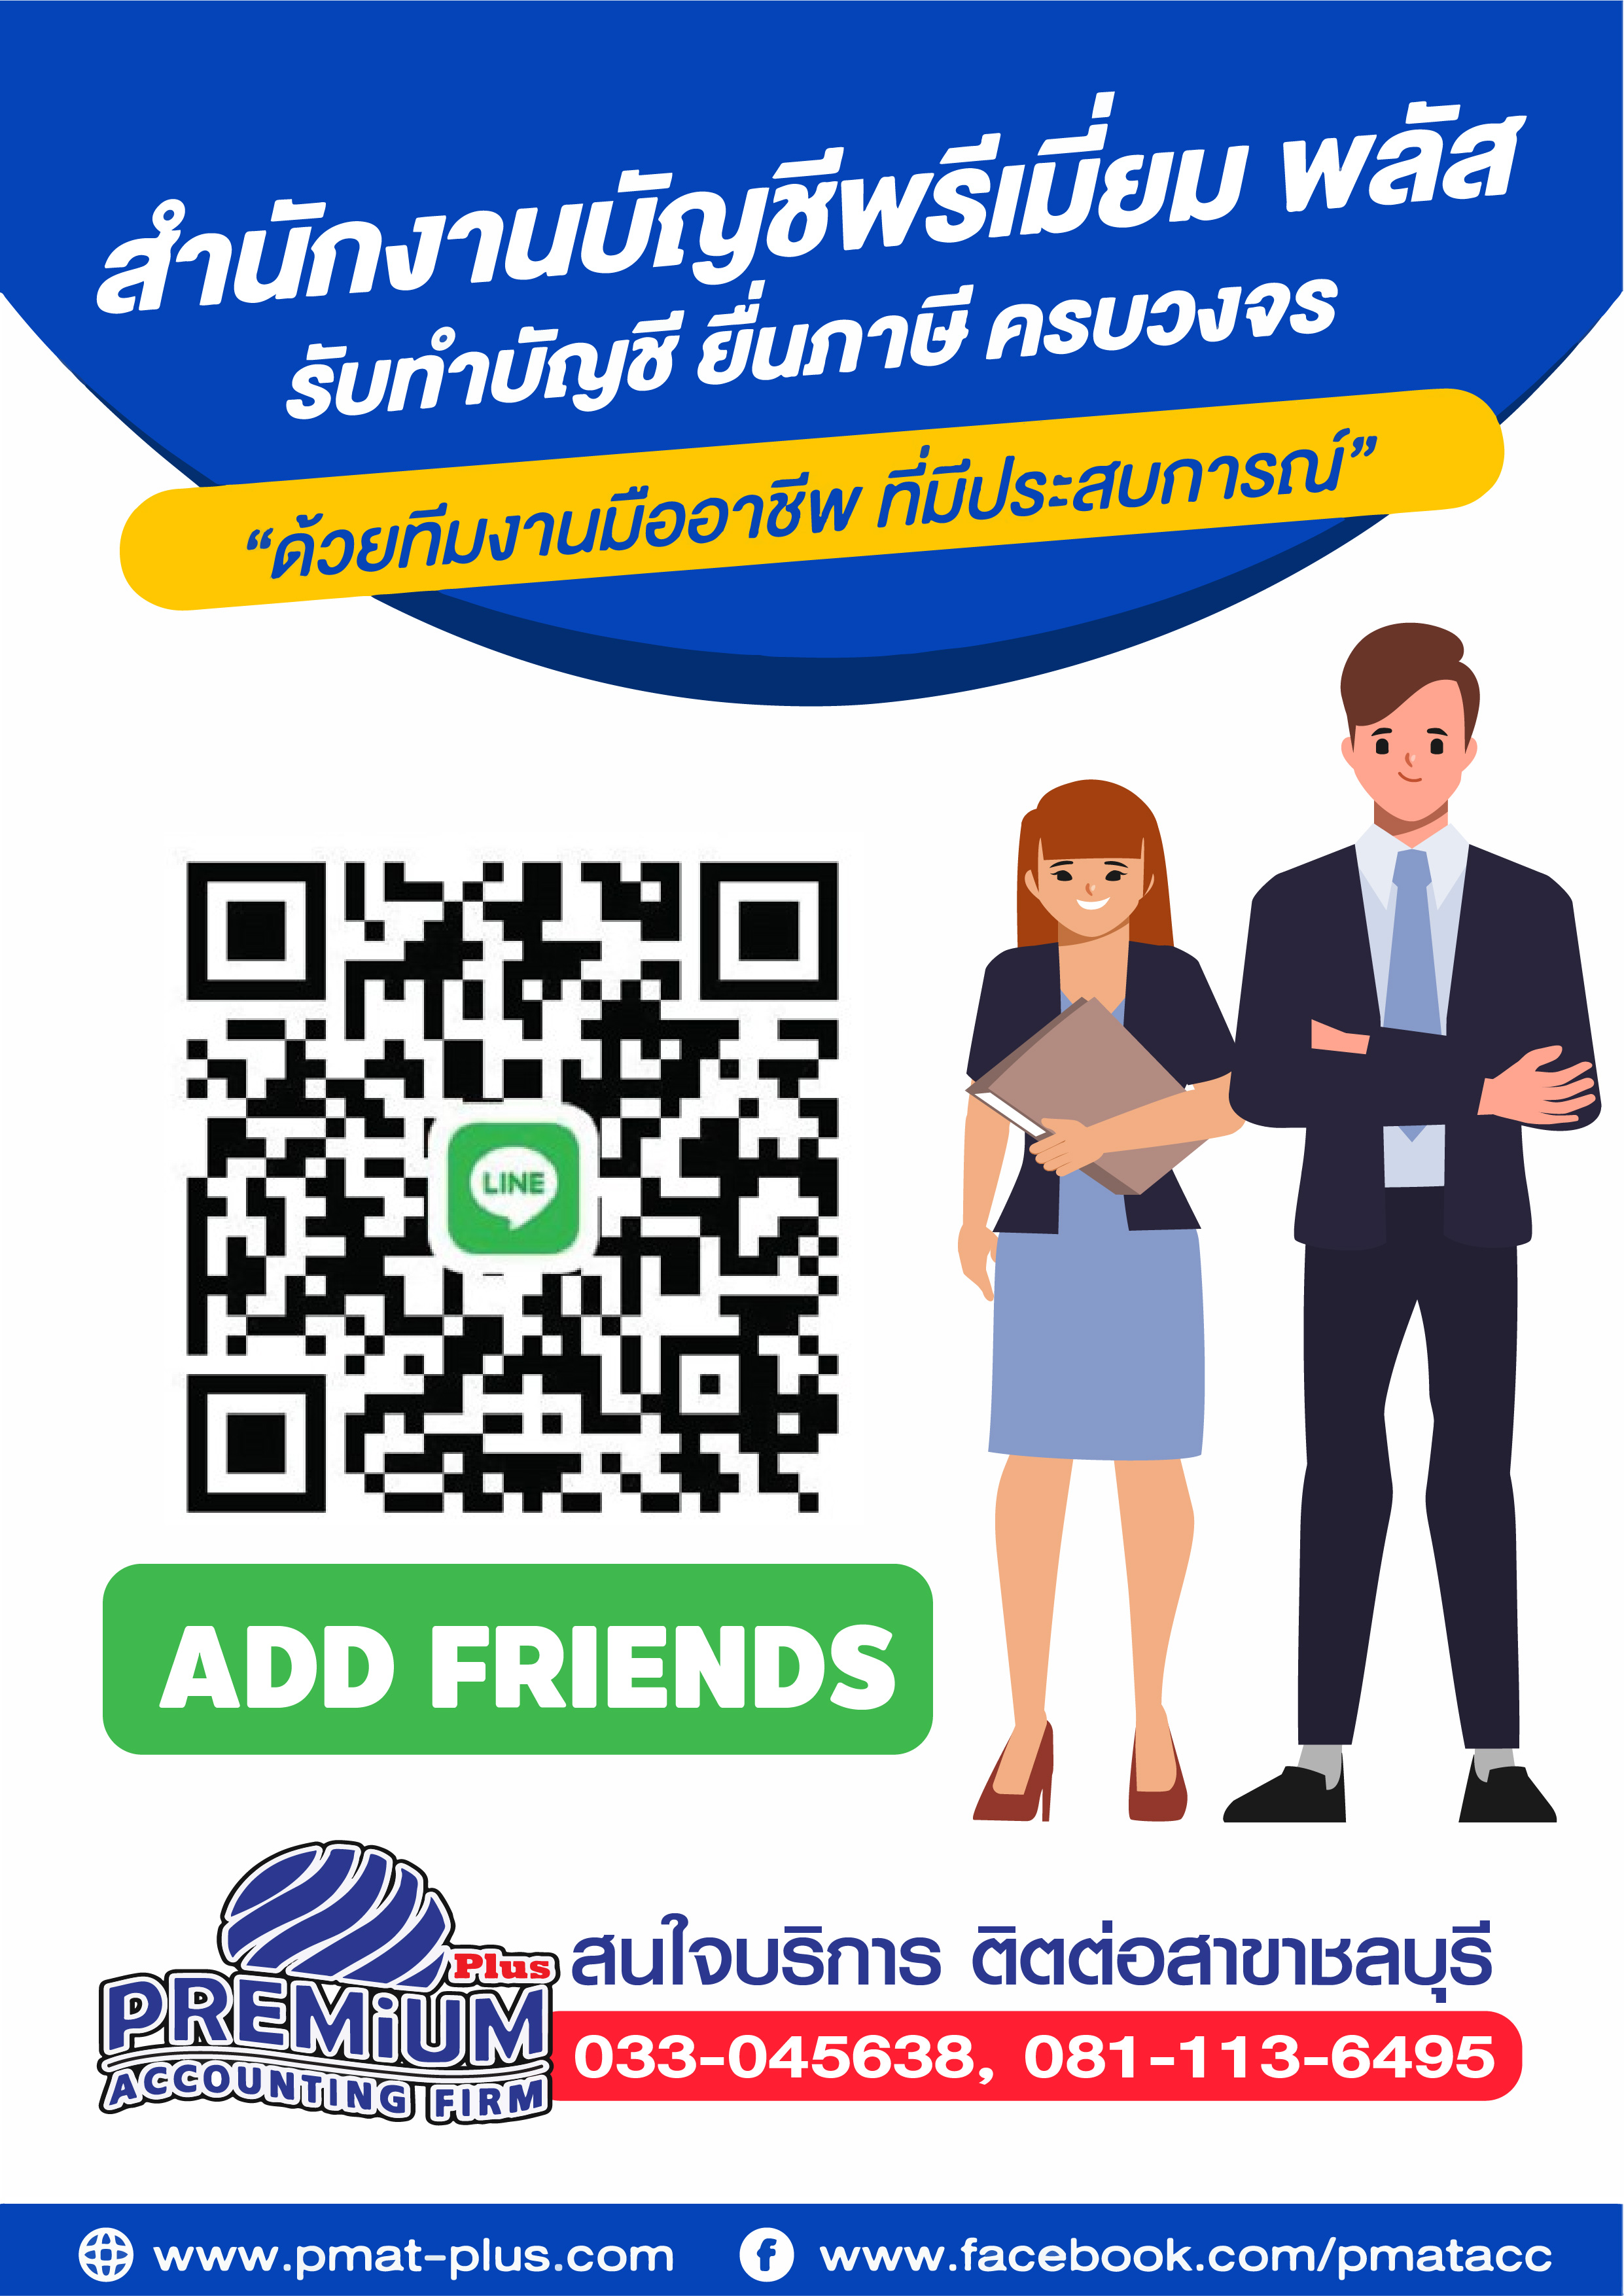 สำนักงานบัญชีพรีเมี่ยม พลัส
รับทำบัญชี ยื่นภาษี ครบวงจร
“ด้วยทีมงานมืออาชีพ ที่มีประสบการณ์”
LINE
ADD FRIENDS
Plus
PREMiUM
ACCOUNTING FIRM
สนใจบริการ ติตต่อสาขาชลบุรี
033-045638, 081-113-6495
www.pmat-plus.com
f www.facebook.com/pmatacc